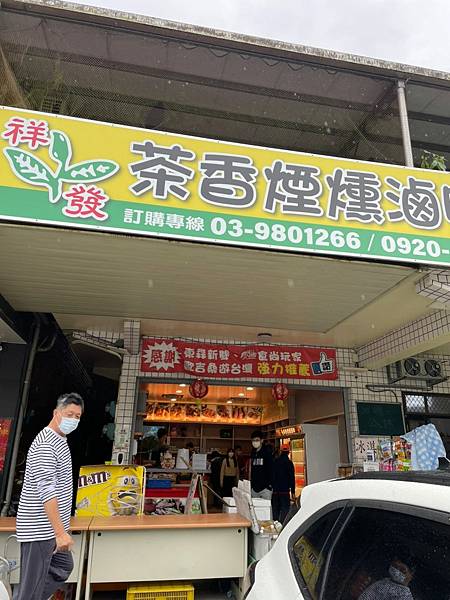 祥發
茶香煙燻滷味
訂購專線 03-9801266 / 0920-
感謝 東森新聞、食尚玩家
歐吉桑遊台灣 強力推薦
m&m's